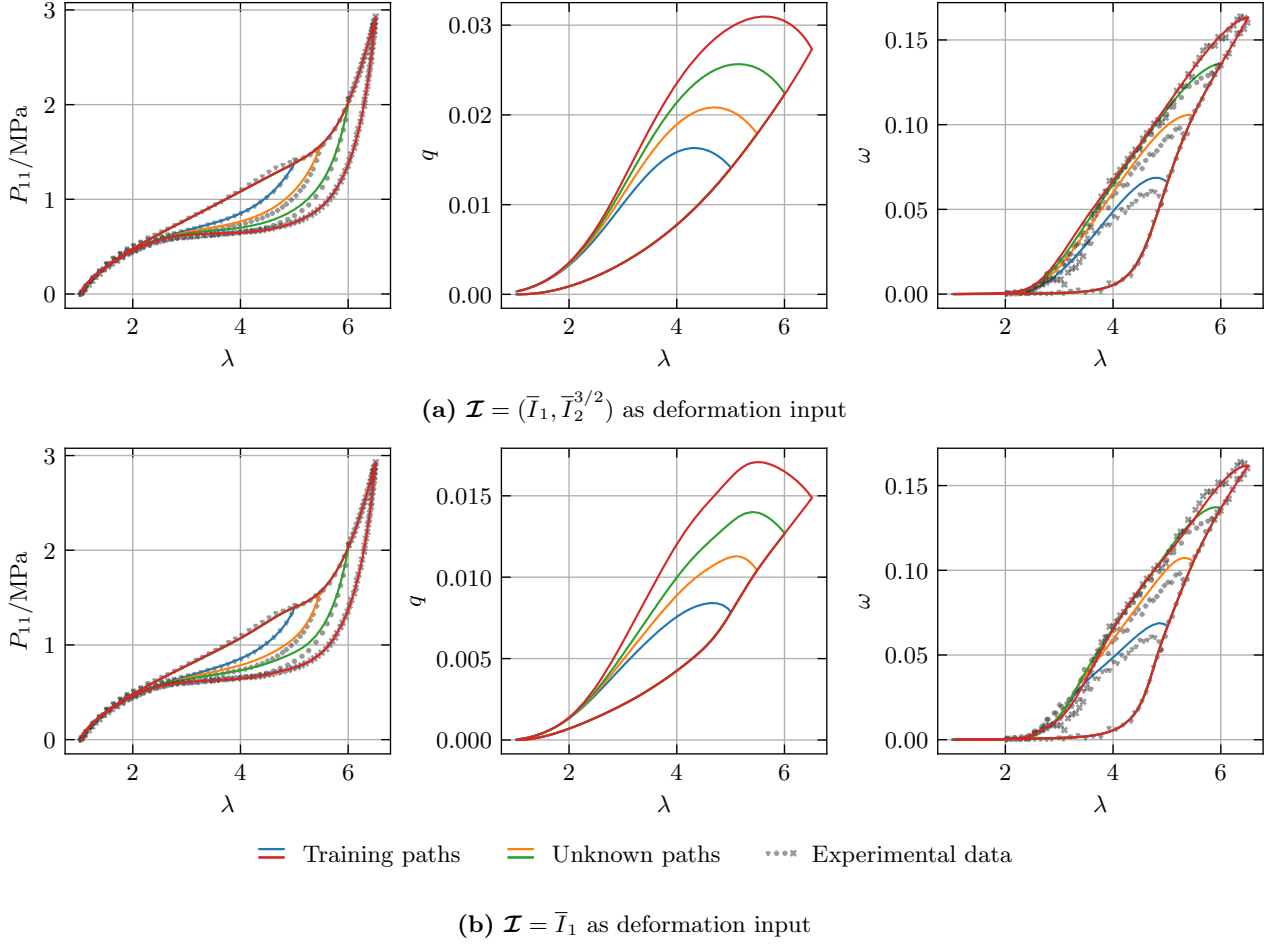 3
2
1
0
2
4
6
P₁₁/MPa
λ
0.03
0.02
0.01
0.00
2
4
6
q
λ
0.15
0.10
0.05
0.00
2
4
6
ω
λ
(a) 𝓘 = (I̅₁, I̅₂^{3/2}) as deformation input
3
2
1
0
2
4
6
P₁₁/MPa
λ
0.015
0.010
0.005
0.000
2
4
6
q
λ
0.15
0.10
0.05
0.00
2
4
6
ω
λ
Training paths Unknown paths Experimental data
(b) 𝓘 = I̅₁ as deformation input